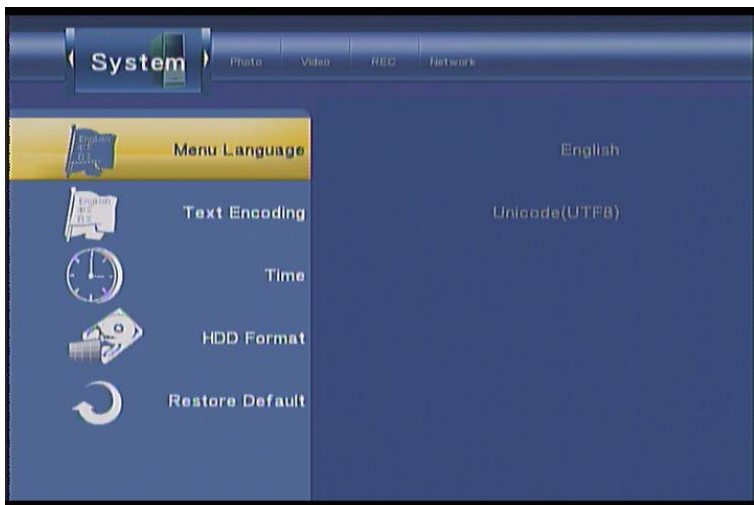 System Photo Video REC Network
Menu Language English
Text Encoding Unicode(UTF8)
Time
HDD Format
Restore Default